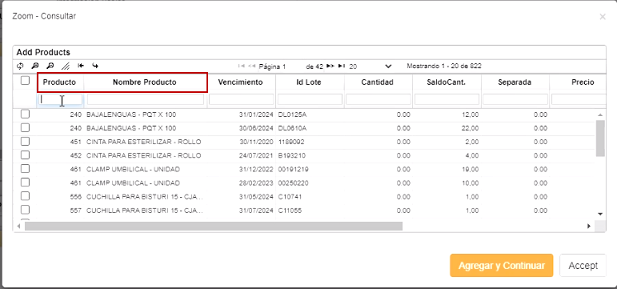 Zoom - Consultar
Add Products
Página 1 de 42 20 Mostrando 1 - 20 de 822
Producto Nombre Producto Vencimiento Id Lote Cantidad SaldoCant. Separada Precio
240 BAJALENGUAS - PQT X 100 31/01/2024 DL0125A 0.00 12,00 0.00
240 BAJALENGUAS - PQT X 100 30/06/2024 DL0610A 0.00 22,00 0.00
451 CINTA PARA ESTERILIZAR - ROLLO 30/11/2020 1189092 0.00 2,00 0.00
452 CINTA PARA ESTERILIZAR - ROLLO 24/07/2021 B193210 0.00 4,00 0.00
461 CLAMP UMBILICAL - UNIDAD 31/12/2022 00191219 0.00 19,00 0.00
461 CLAMP UMBILICAL - UNIDAD 28/02/2023 00250220 0.00 10,00 0.00
556 CUCHILLA PARA BISTURI 15 - CJA... 31/05/2024 C10741 0.00 1,00 0.00
557 CUCHILLA PARA BISTURI 15 - CJA... 31/07/2024 C11055 0.00 1,00 0.00
Agregar y Continuar Accept